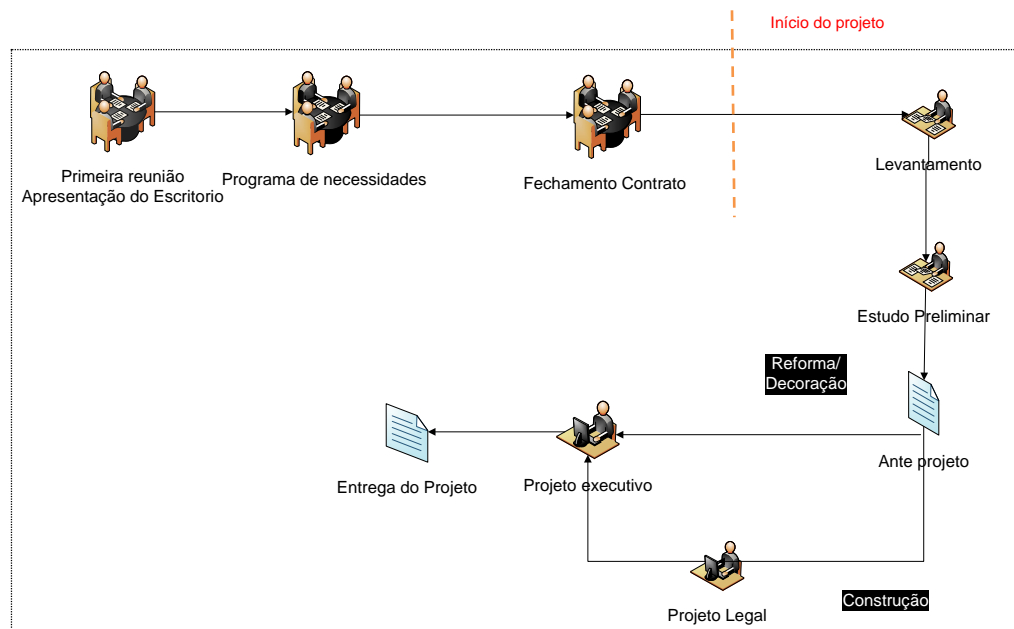 Início do projeto
Primeira reunião
Apresentação do Escritorio
Programa de necessidades
Fechamento Contrato
Levantamento
Estudo Preliminar
Reforma/
Decoração
Ante projeto
Projeto executivo
Entrega do Projeto
Projeto Legal
Construção